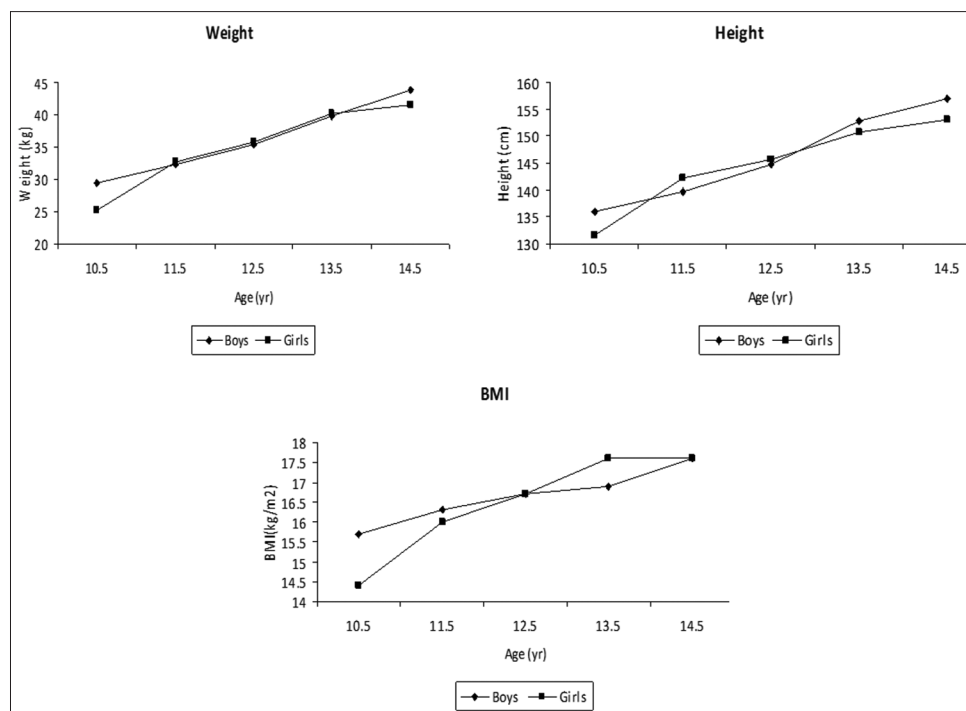 Weight
45
40
35
30
25
20
W eight (kg)
10.5 11.5 12.5 13.5 14.5
Age (yr)
Boys Girls
Height
160
155
150
145
140
135
130
Height (cm)
10.5 11.5 12.5 13.5 14.5
Age (yr)
Boys Girls
BMI
18
17.5
17
16.5
16
15.5
15
14.5
14
BMI(kg/m2)
10.5 11.5 12.5 13.5 14.5
Age (yr)
Boys Girls